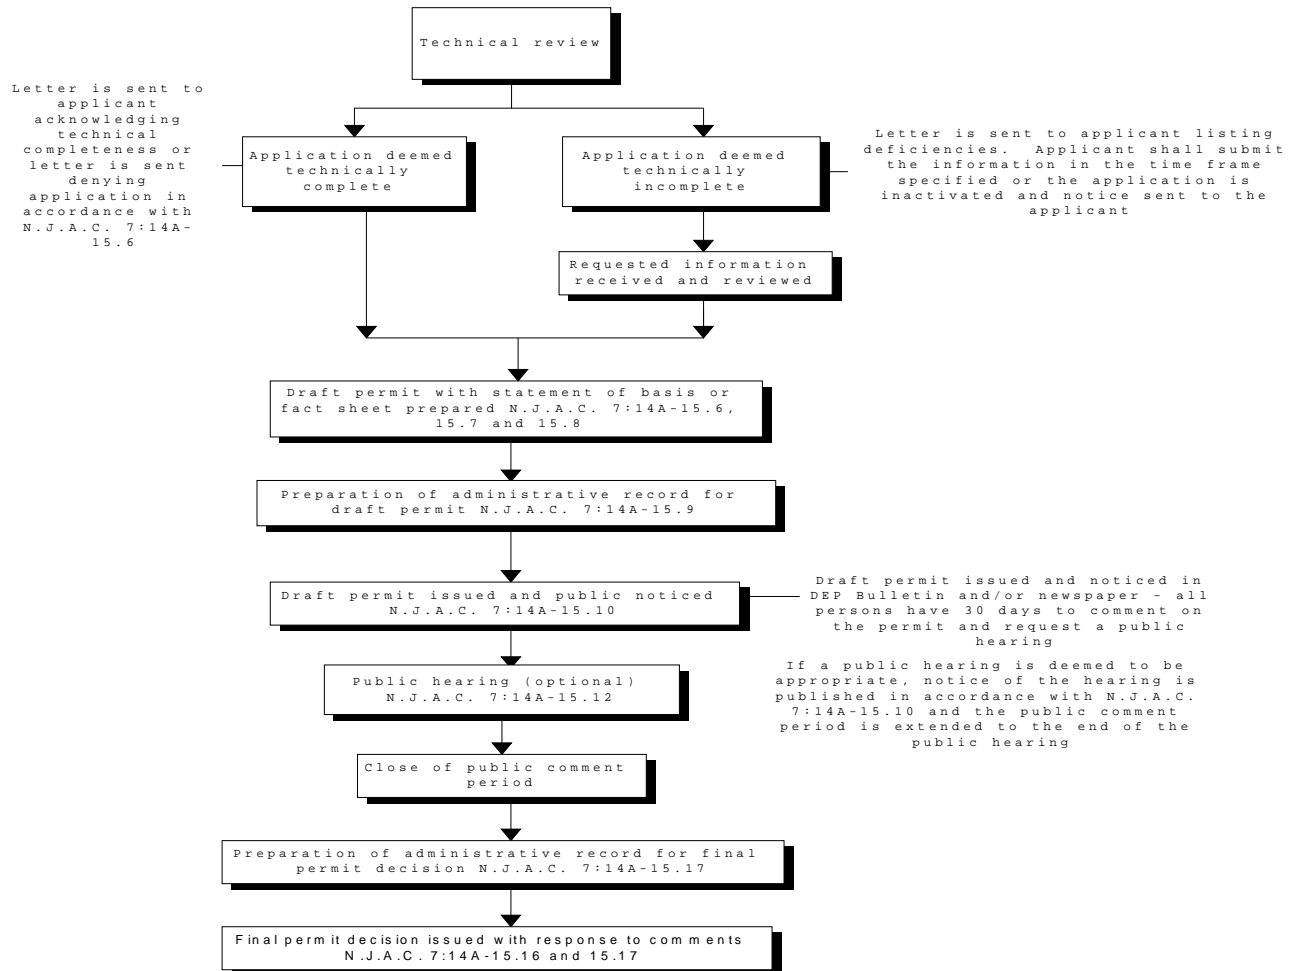 Technical review
Letter is sent to
applicant
acknowledging
technical
completeness or
letter is sent
denying
application in
accordance with
N.J.A.C. 7:14A-
15.6
Application deemed
technically
complete
Application deemed
technically
incomplete
Letter is sent to applicant listing
deficiencies. Applicant shall submit
the information in the time frame
specified or the application is
inactivated and notice sent to the
applicant
Requested information
received and reviewed
Draft permit with statement of basis or
fact sheet prepared N.J.A.C. 7:14A-15.6,
15.7 and 15.8
Preparation of administrative record for
draft permit N.J.A.C. 7:14A-15.9
Draft permit issued and public noticed
N.J.A.C. 7:14A-15.10
Draft permit issued and noticed in
DEP Bulletin and/or newspaper - all
persons have 30 days to comment on
the permit and request a public
hearing
Public hearing (optional)
N.J.A.C. 7:14A-15.12
If a public hearing is deemed to be
appropriate, notice of the hearing is
published in accordance with N.J.A.C.
7:14A-15.10 and the public comment
period is extended to the end of the
public hearing
Close of public comment
period
Preparation of administrative record for final
permit decision N.J.A.C. 7:14A-15.17
Final permit decision issued with response to comments
N.J.A.C. 7:14A-15.16 and 15.17